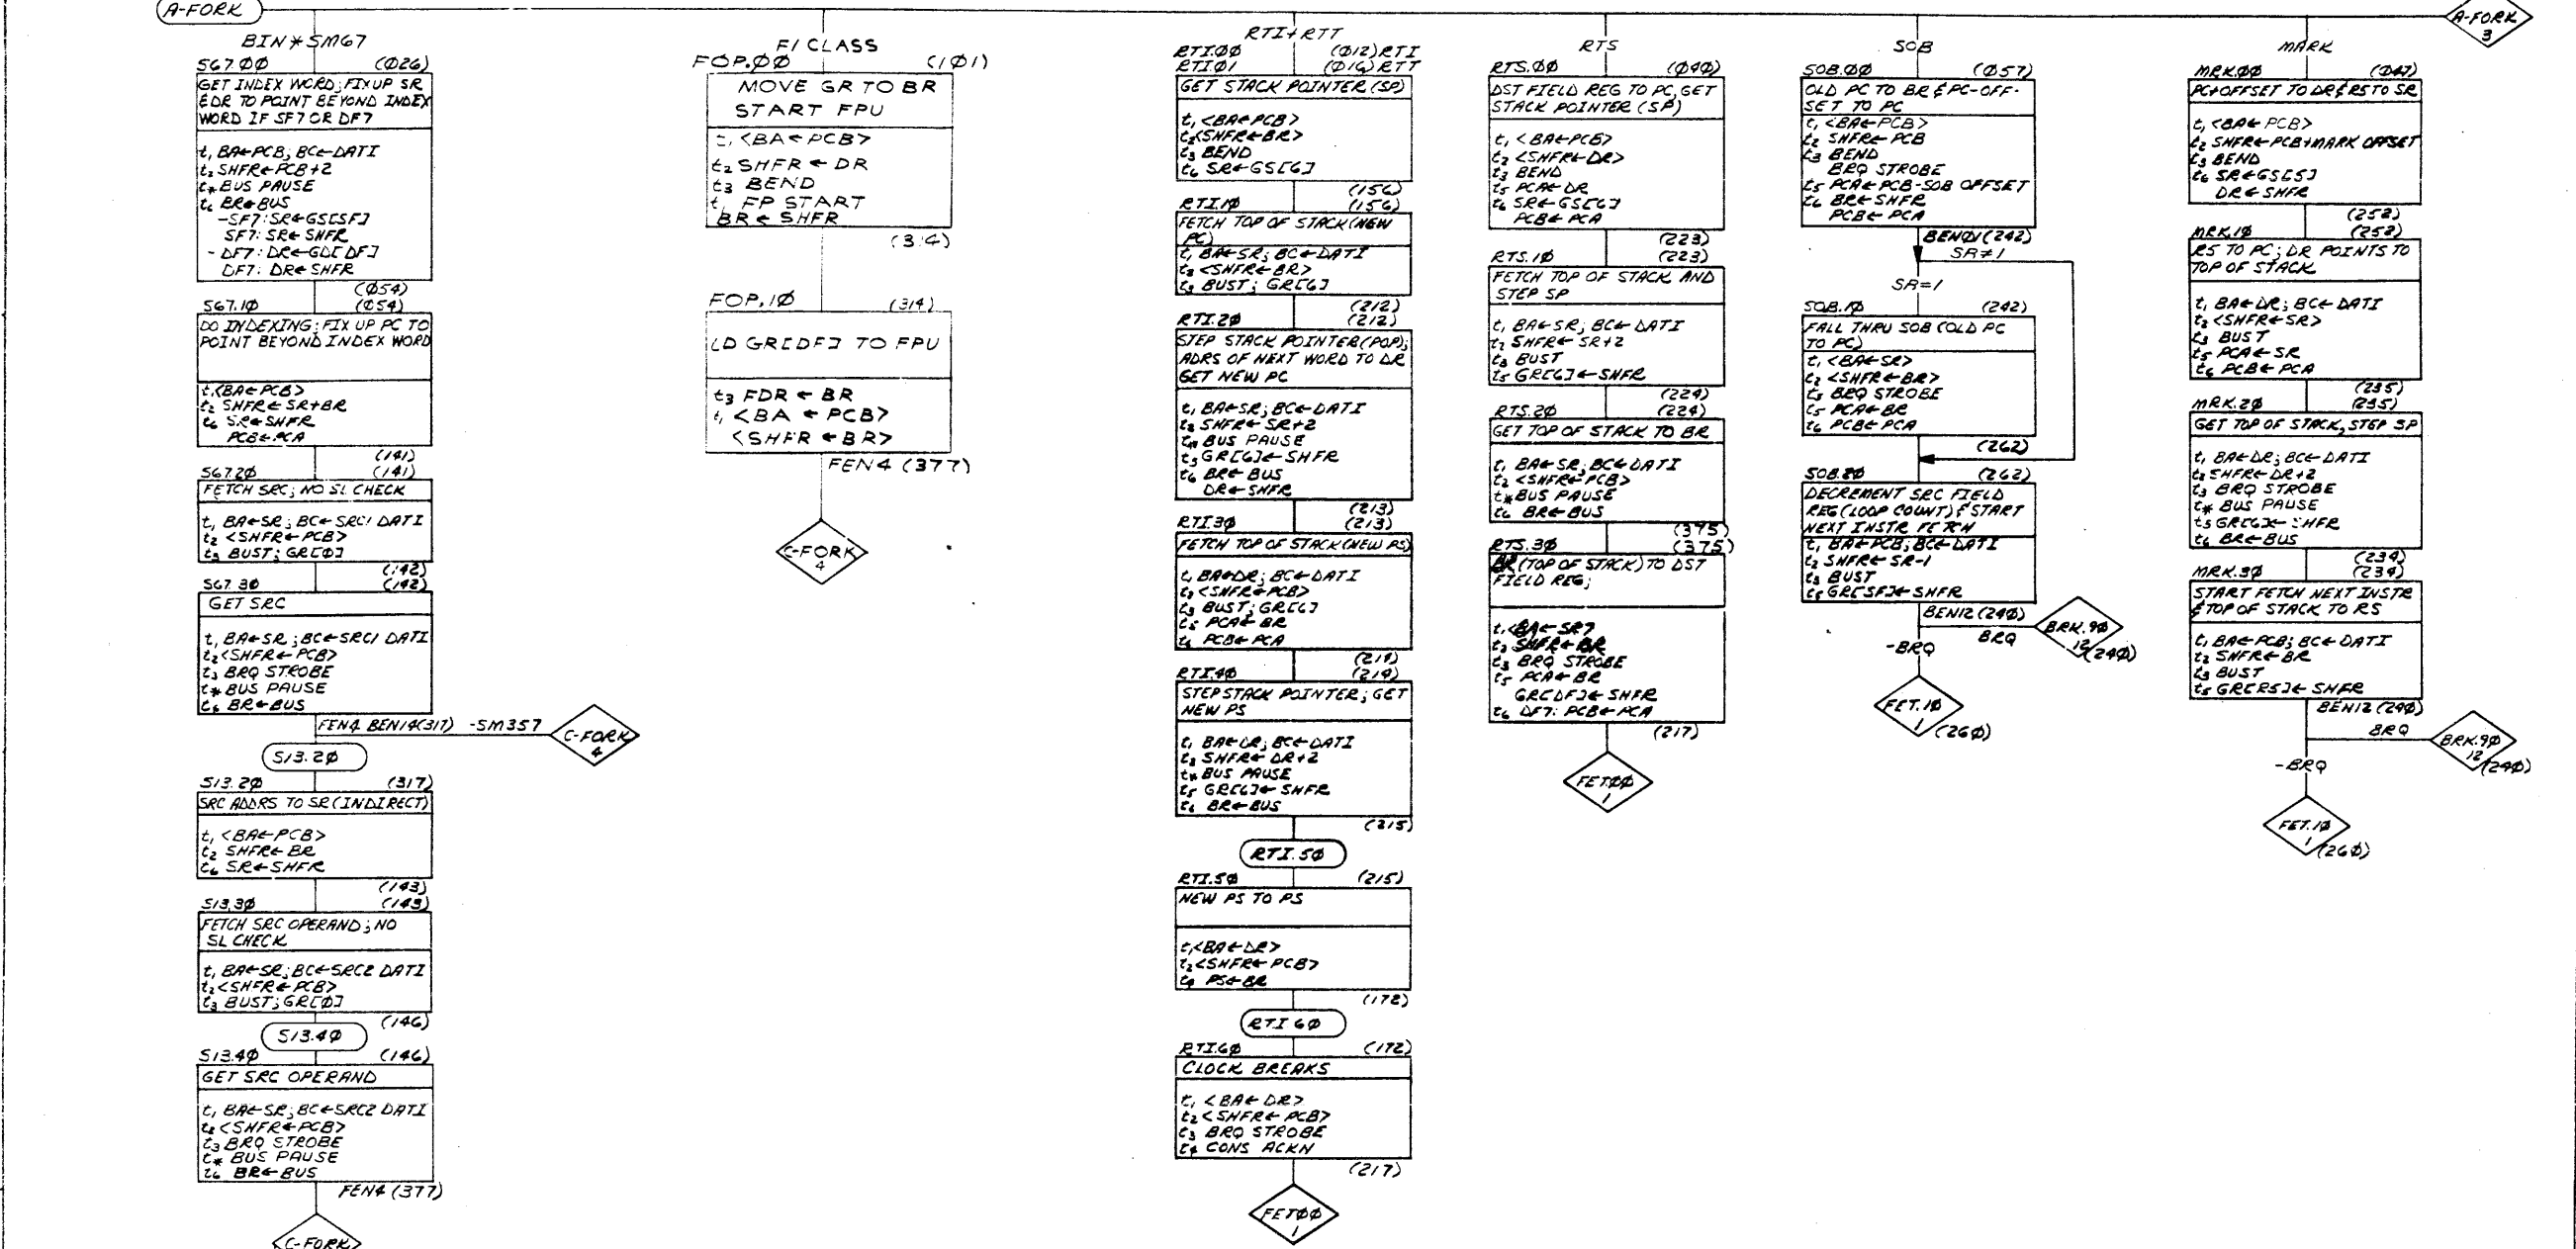 A-FORK
A-FORK
3
BIN*SM67
S67.00 (026)
GET INDEX WORD; FIXUP SR
& DR TO POINT BEYOND INDEX
WORD IF SF7 OR DF7
t1 BA←PCB; BC←DATI
t2 SHFR←PCB+2
t* BUS PAUSE
t6 BR←BUS
-SF7: SR←GS[SF]
SF7: SR←SHFR
-DF7: DR←GD[DF]
DF7: DR←SHFR
(054)
S67.10 (054)
DO INDEXING; FIX UP PC TO
POINT BEYOND INDEX WORD
t1 <BA←PCB>
t2 SHFR←SR+BR
t6 SR←SHFR
PCB←PCA
(141)
S67.20 (141)
FETCH SRC; NO SL CHECK
t1 BA←SR; BC←SRC1 DATI
t2 <SHFR←PCB>
t3 BUST; GR[0]
(142)
S67.30 (142)
GET SRC
t1 BA←SR; BC←SRC1 DATI
t2 <SHFR←PCB>
t3 BRQ STROBE
t* BUS PAUSE
t6 BR←BUS
FEN4 BEN14(317) -SM357
C-FORK
4
S13.20
S13.20 (317)
SRC ADDRS TO SR(INDIRECT)
t1 <BA←PCB>
t2 SHFR←BR
t6 SR←SHFR
(143)
S13.30 (143)
FETCH SRC OPERAND; NO
SL CHECK
t1 BA←SR; BC←SRC2 DATI
t2 <SHFR←PCB>
t3 BUST; GR[0]
(146)
S13.40
S13.40 (146)
GET SRC OPERAND
t1 BA←SR; BC←SRC2 DATI
t2 <SHFR←PCB>
t3 BRQ STROBE
t* BUS PAUSE
t6 BR←BUS
FEN4 (377)
C-FORK
F1 CLASS
FOP.00 (101)
MOVE GR TO BR
START FPU
t1 <BA←PCB>
t2 SHFR ← DR
t3 BEND
t1 FP START
BR ← SHFR
(314)
FOP.10 (314)
LD GR[DF] TO FPU
t3 FDR ← BR
t1 <BA ← PCB>
<SHFR ← BR>
FEN4 (377)
C-FORK
4
RTI+RTT
RTI.00 (012) RTI
RTI01 (016) RTT
GET STACK POINTER (SP)
t1 <BA←PCB>
t2 <SHFR←BR>
t3 BEND
t6 SR←GS[6]
(156)
RTI.10 (156)
FETCH TOP OF STACK (NEW
PC)
t1 BA←SR; BC←DATI
t2 <SHFR←BR>
t3 BUST; GR[6]
(212)
RTI.20 (212)
STEP STACK POINTER(POP);
ADRS OF NEXT WORD TO DR
GET NEW PC
t1 BA←SR; BC←DATI
t2 SHFR←SR+2
t* BUS PAUSE
t5 GR[6]←SHFR
t6 BR←BUS
DR←SHFR
(213)
RTI.30 (213)
FETCH TOP OF STACK(NEW PS)
t1 BA←DR; BC←DATI
t2 <SHFR←PCB>
t3 BUST; GR[6]
t5 PCA←BR
t6 PCB←PCA
(214)
RTI.40 (214)
STEP STACK POINTER; GET
NEW PS
t1 BA←DR; BC←DATI
t2 SHFR←DR+2
t* BUS PAUSE
t5 GR[6]←SHFR
t6 BR←BUS
(215)
RTI.50
RTI.50 (215)
NEW PS TO PS
t1 <BA←DR>
t2 <SHFR←PCB>
PS←BR
(172)
RTI 60
RTI.60 (172)
CLOCK BREAKS
t1 <BA←DR>
t2 <SHFR←PCB>
t3 BRQ STROBE
CONS ACKN
(217)
FET00
1
RTS
RTS.00 (040)
DST FIELD REG TO PC, GET
STACK POINTER (SP)
t1 <BA←PCB>
t2 <SHFR←DR>
t3 BEND
t5 PCA←DR
t6 SR←GS[6]
PCB←PCA
(223)
RTS.10 (223)
FETCH TOP OF STACK AND
STEP SP
t1 BA←SR; BC←DATI
t2 SHFR←SR+2
t3 BUST
t5 GR[6]←SHFR
(224)
RTS.20 (224)
GET TOP OF STACK TO BR
t1 BA←SR; BC←DATI
t2 <SHFR←PCB>
t* BUS PAUSE
t6 BR←BUS
(375)
RTS.30 (375)
BR (TOP OF STACK) TO DST
FIELD REG;
t1 <BA←SR>
t2 SHFR←BR
t3 BRQ STROBE
t5 PCA←BR
GR[DF]←SHFR
t6 DF7: PCB←PCA
(217)
FET00
1
SOB
SOB.00 (057)
OLD PC TO BR & PC-OFF-
SET TO PC
t1 <BA←PCB>
t2 SHFR←PCB
t3 BEND
BRQ STROBE
t5 PCA←PCB-SOB OFFSET
t6 BR←SHFR
PCB←PCA
BEN01(242)
SR≠1
SR=1
SOB.10 (242)
FALL THRU SOB (OLD PC
TO PC)
t1 <BA←SR>
t2 <SHFR←BR>
t3 BRQ STROBE
t5 PCA←BR
t6 PCB←PCA
(262)
SOB.20 (262)
DECREMENT SRC FIELD
REG(LOOP COUNT) & START
NEXT INSTR FETCH
t1 BA←PCB; BC←DATI
t2 SHFR←SR-1
t3 BUST
t5 GR[SF]←SHFR
BEN12 (240)
BRQ
BRK.90
12
(240)
-BRQ
FET.10
1
(260)
MARK
MRK.00 (047)
PC+OFFSET TO DR & R5 TO SR
t1 <BA←PCB>
t2 SHFR←PCB+MARK OFFSET
t3 BEND
t6 SR←GS[5]
DR←SHFR
(252)
MRK.10 (252)
R5 TO PC; DR POINTS TO
TOP OF STACK
t1 BA←DR; BC←DATI
t2 <SHFR←SR>
t3 BUST
t5 PCA←SR
t6 PCB←PCA
(235)
MRK.20 (235)
GET TOP OF STACK, STEP SP
t1 BA←DR; BC←DATI
t2 SHFR←DR+2
t3 BRQ STROBE
t* BUS PAUSE
t5 GR[6]←SHFR
t6 BR←BUS
(234)
MRK.30 (234)
START FETCH NEXT INSTR
& TOP OF STACK TO R5
t1 BA←PCB; BC←DATI
t2 SHFR←BR
t3 BUST
t5 GR[R5]←SHFR
BEN12 (240)
BRQ
BRK.90
12
(240)
-BRQ
FET.10
1
(260)